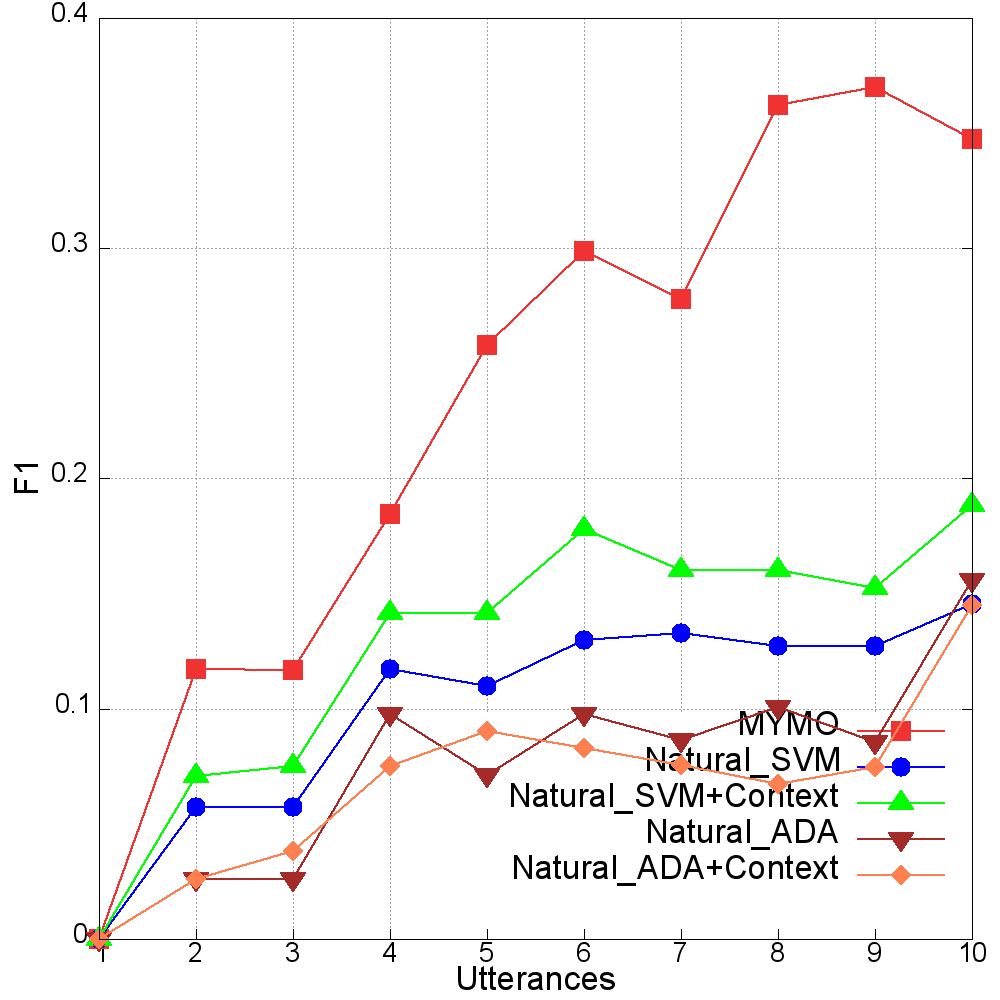 0.4
0.3
0.2
0.1
0
F1
1 2 3 4 5 6 7 8 9 10
Utterances
MYMO
Natural_SVM
Natural_SVM+Context
Natural_ADA
Natural_ADA+Context